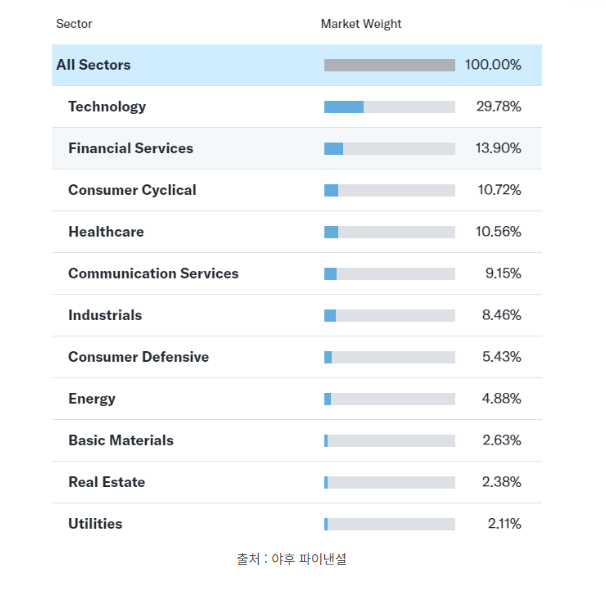 Sector Market Weight
All Sectors 100.00%
Technology 29.78%
Financial Services 13.90%
Consumer Cyclical 10.72%
Healthcare 10.56%
Communication Services 9.15%
Industrials 8.46%
Consumer Defensive 5.43%
Energy 4.88%
Basic Materials 2.63%
Real Estate 2.38%
Utilities 2.11%
출처 : 야후 파이낸셜